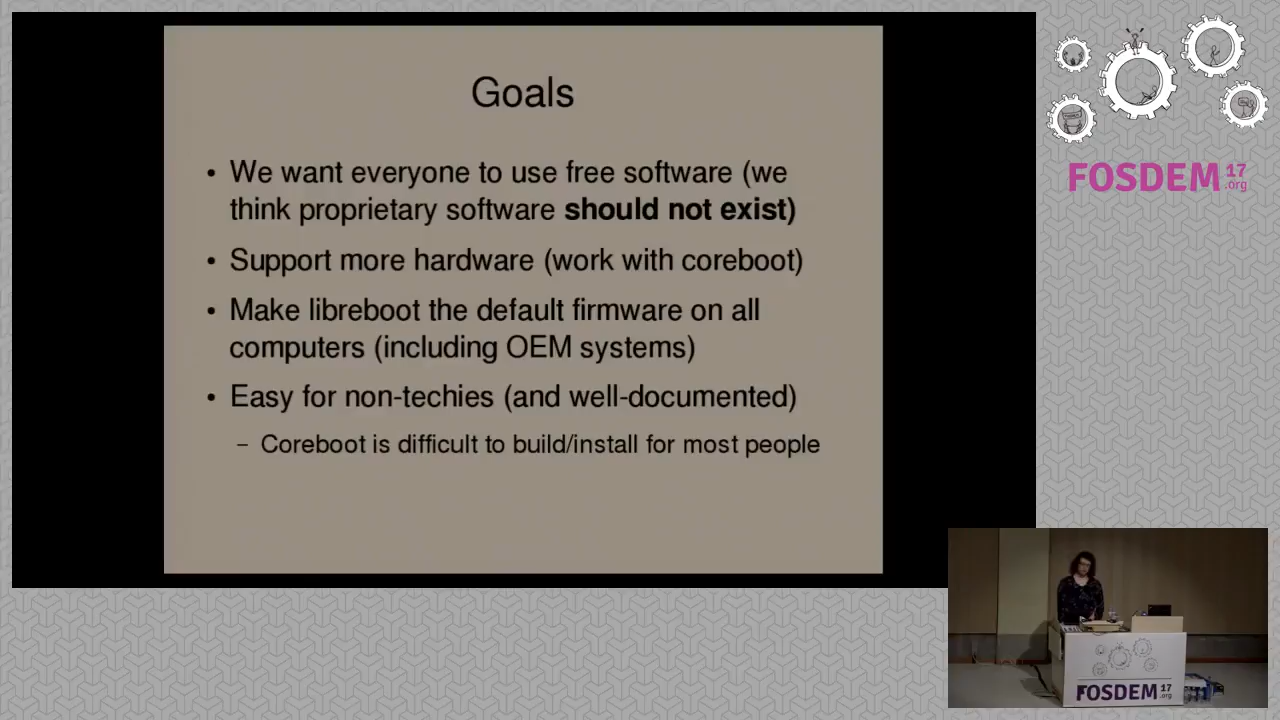 Goals
• We want everyone to use free software (we
think proprietary software should not exist)
• Support more hardware (work with coreboot)
• Make libreboot the default firmware on all
computers (including OEM systems)
• Easy for non-techies (and well-documented)
– Coreboot is difficult to build/install for most people
FOSDEM 17
.org
FOSDEM 17
.org